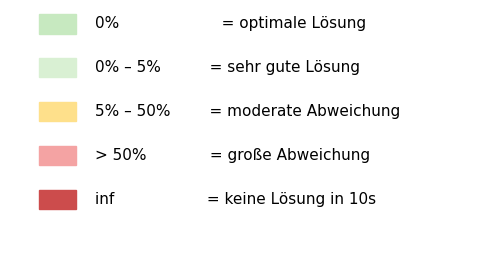 0% = optimale Lösung
0% – 5% = sehr gute Lösung
5% – 50% = moderate Abweichung
> 50% = große Abweichung
inf = keine Lösung in 10s